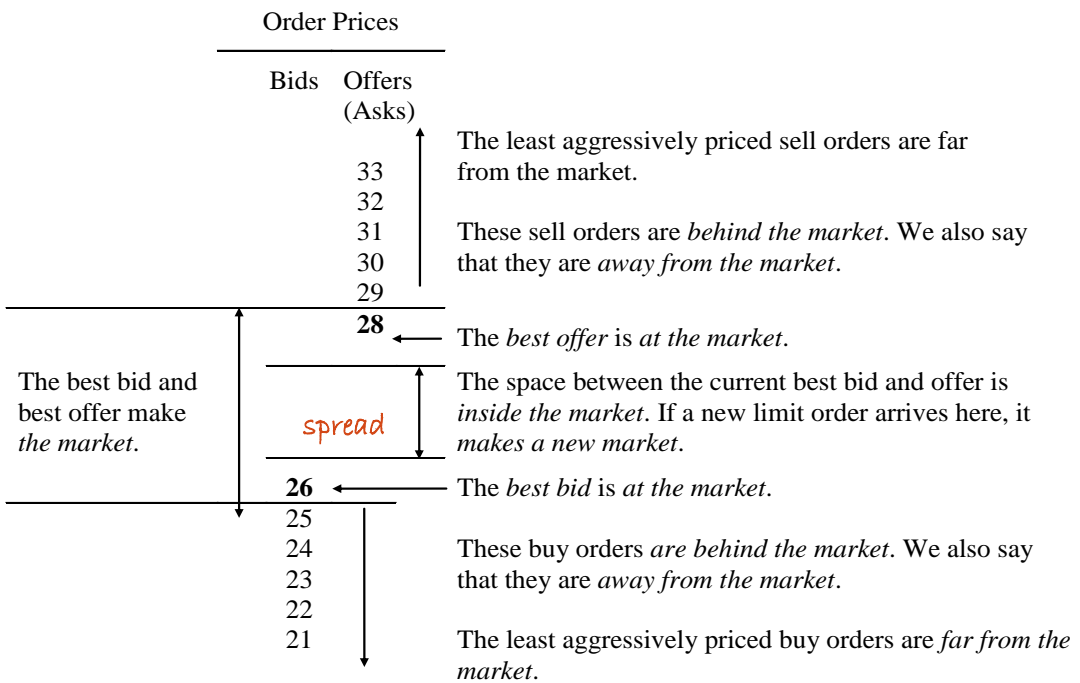 Order Prices
Bids Offers
(Asks)
The least aggressively priced sell orders are far
33 from the market.
32
31 These sell orders are behind the market. We also say
30 that they are away from the market.
29
28
The best offer is at the market.
The best bid and The space between the current best bid and offer is
best offer make spread inside the market. If a new limit order arrives here, it
the market. makes a new market.
26 The best bid is at the market.
25
24 These buy orders are behind the market. We also say
23 that they are away from the market.
22
21 The least aggressively priced buy orders are far from the
market.